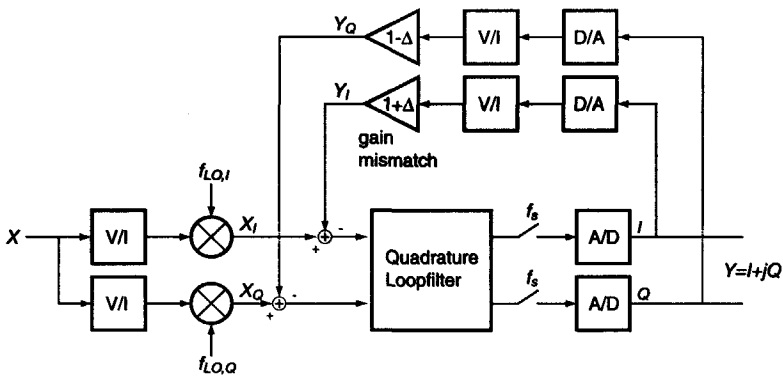 Y_Q
1-Δ
V/I
D/A
Y_I
1+Δ
V/I
D/A
gain
mismatch
f_LO,I
X
V/I
X_I
-
+
Quadrature
Loopfilter
f_s
A/D
I
V/I
X_Q
-
+
f_s
A/D
Q
Y=I+jQ
f_LO,Q